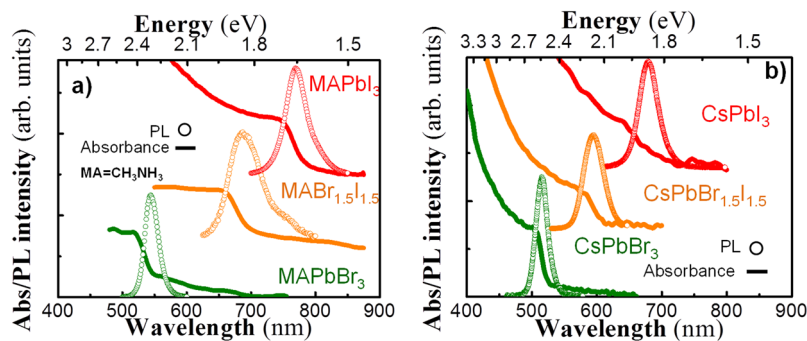 Energy (eV)
3 2.7 2.4 2.1 1.8 1.5
a)
MAPbI3
PL
Absorbance
MA=CH3NH3
MABr1.5I1.5
MAPbBr3
Abs/PL intensity (arb. units)
400 500 600 700 800 900
Wavelength (nm)
Energy (eV)
3.3 3 2.7 2.4 2.1 1.8 1.5
b)
CsPbI3
CsPbBr1.5I1.5
CsPbBr3
PL
Absorbance
Abs/PL intensity (arb. units)
400 500 600 700 800 900
Wavelength (nm)